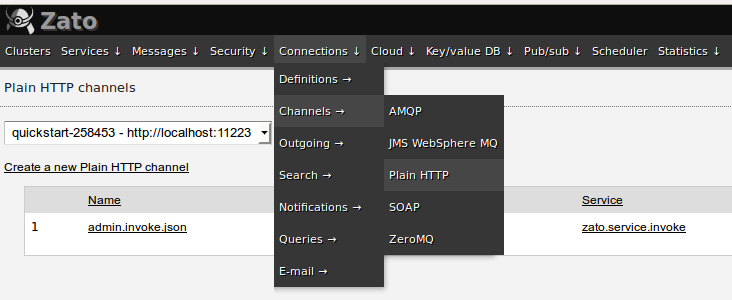 Zato
Clusters Services ↓ Messages ↓ Security ↓ Connections ↓ Cloud ↓ Key/value DB ↓ Pub/sub ↓ Scheduler Statistics ↓
Plain HTTP channels
quickstart-258453 - http://localhost:11223
Create a new Plain HTTP channel
Name Service
1 admin.invoke.json zato.service.invoke
Definitions →
Channels →
Outgoing →
Search →
Notifications →
Queries →
E-mail →
AMQP
JMS WebSphere MQ
Plain HTTP
SOAP
ZeroMQ